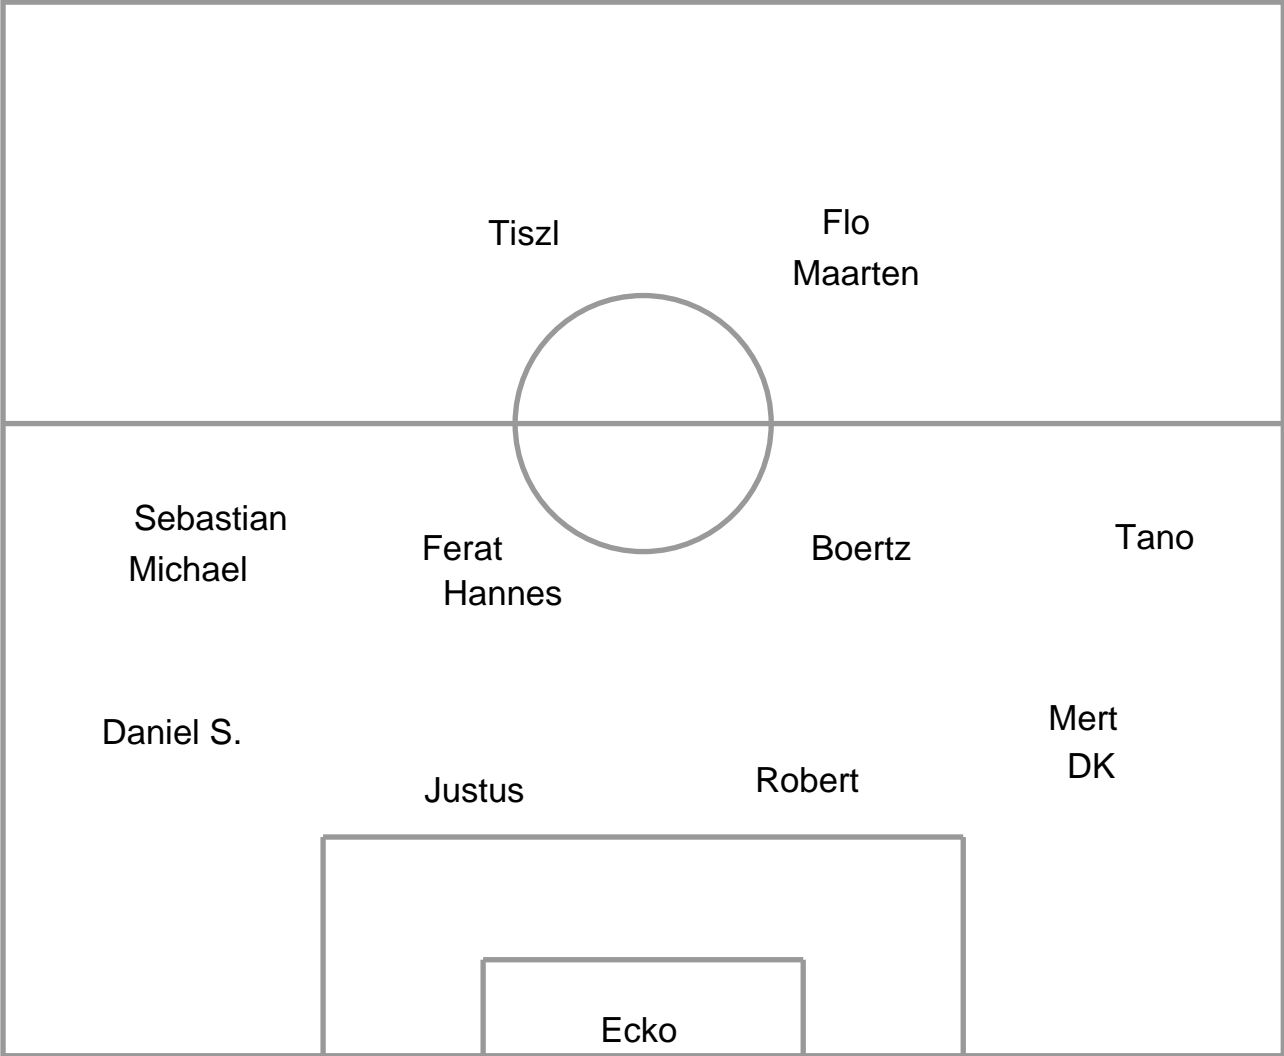 Tiszl
Flo
Maarten
Sebastian
Michael
Ferat
Hannes
Boertz
Tano
Daniel S.
Justus
Robert
Mert
DK
Ecko